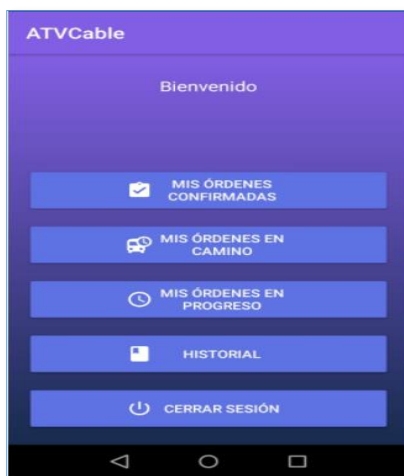 ATVCable
Bienvenido
MIS ÓRDENES
CONFIRMADAS
MIS ÓRDENES EN
CAMINO
MIS ÓRDENES EN
PROGRESO
HISTORIAL
CERRAR SESIÓN